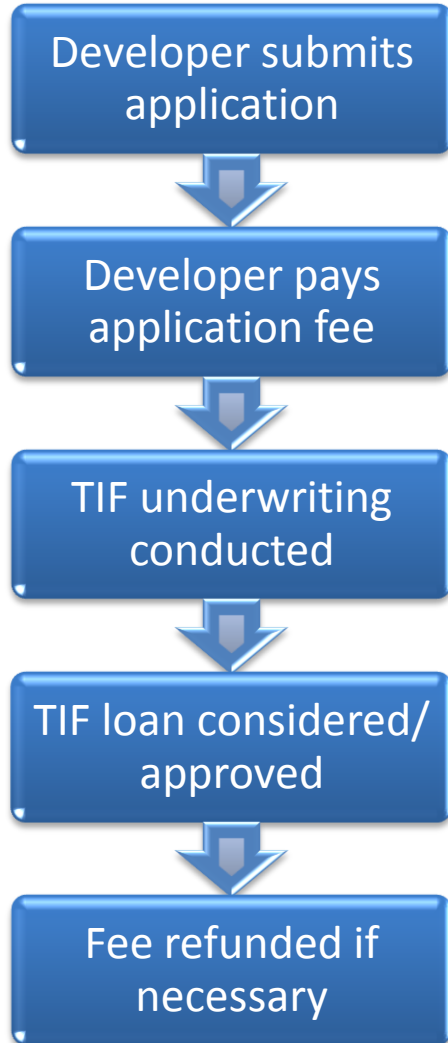 Developer submits
application
Developer pays
application fee
TIF underwriting
conducted
TIF loan considered/
approved
Fee refunded if
necessary